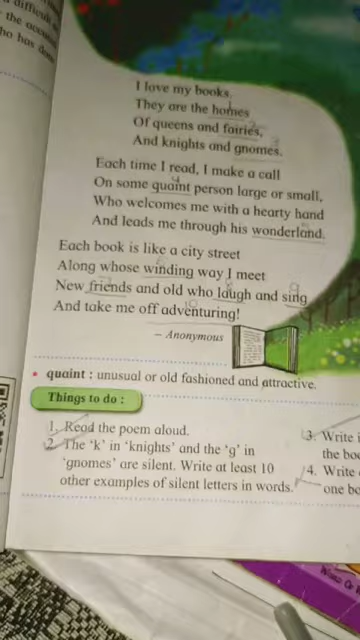 difficult
the
ho has done
I love my books.
They are the homes
Of queens and fairies,
And knights and gnomes.
Each time I read, I make a call
On some quaint person large or small,
Who welcomes me with a hearty hand
And leads me through his wonderland.
Each book is like a city street
Along whose winding way I meet
New friends and old who laugh and sing
And take me off adventuring!
– Anonymous
• quaint : unusual or old fashioned and attractive.
Things to do :
1. Read the poem aloud.
2. The 'k' in 'knights' and the 'g' in
'gnomes' are silent. Write at least 10
other examples of silent letters in words.
3. Write
the
4. Write
one